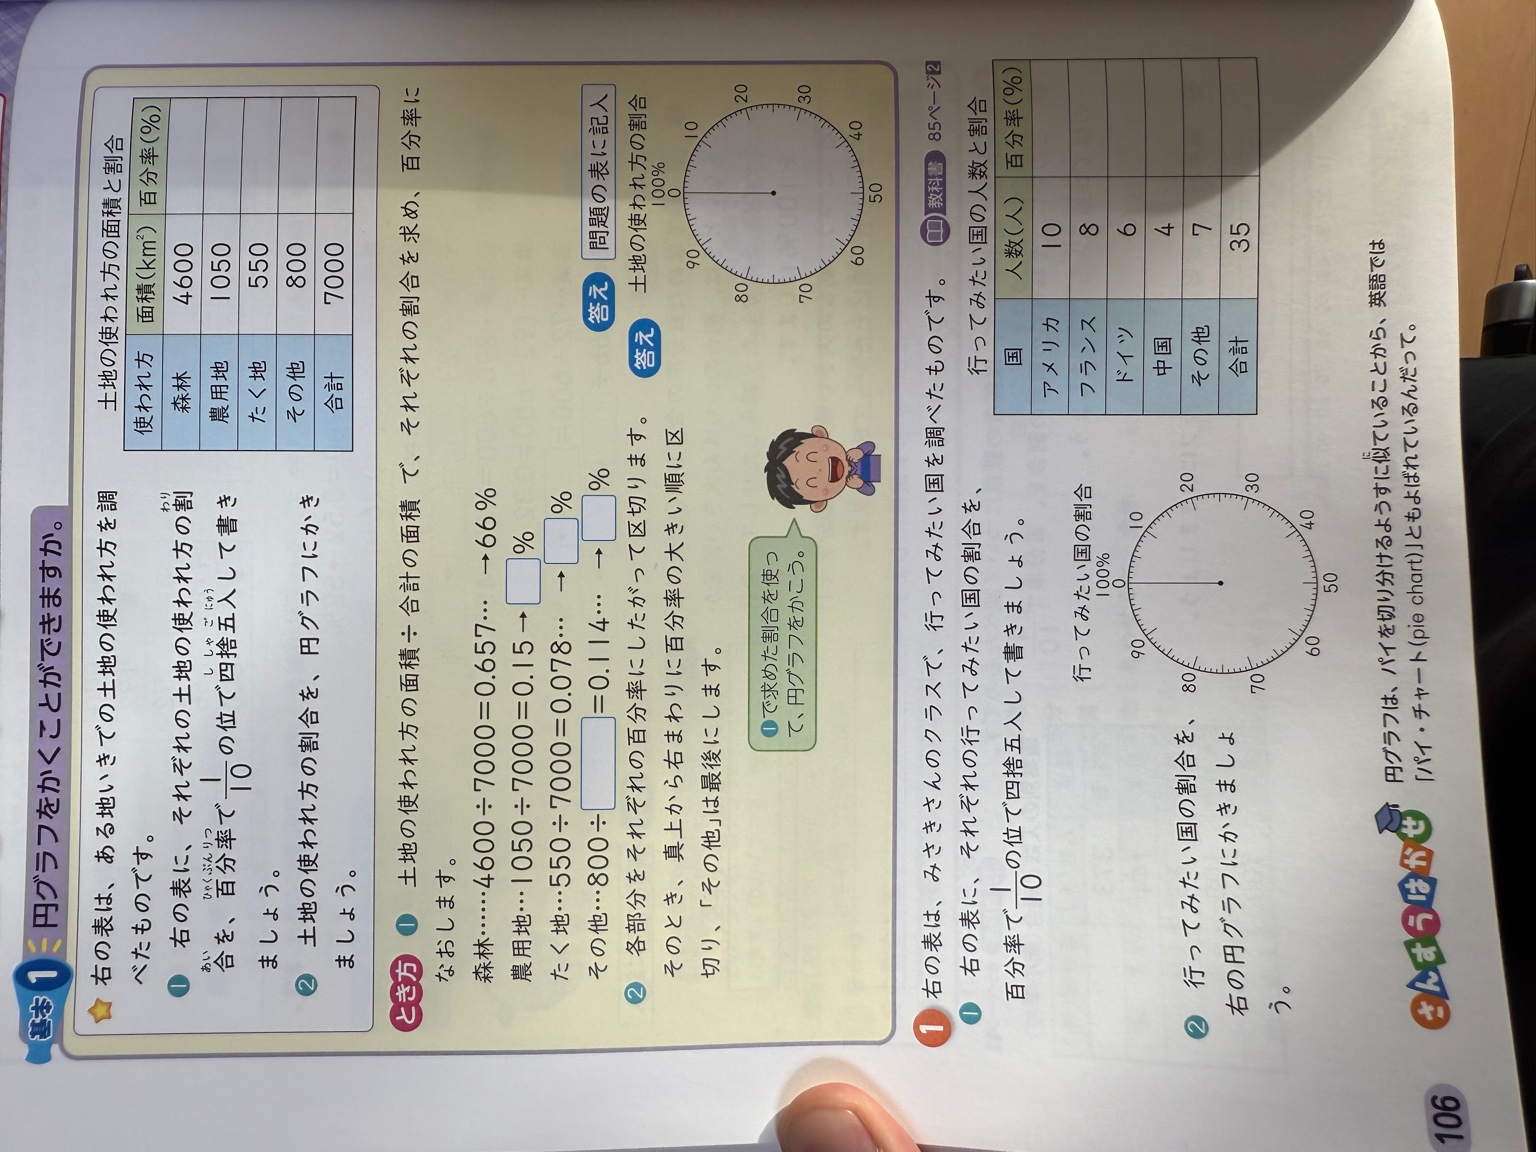 基本 1 円グラフをかくことができますか。
右の表は、ある地いきでの土地の使われ方を調
べたものです。
❶ 右の表に、それぞれの土地の使われ方の割
わり
合を、百分率で1/10の位で四捨五入して書き
あい ひゃくぶんりつ ししゃごにゅう
ましょう。
❷ 土地の使われ方の割合を、円グラフにかき
ましょう。
土地の使われ方の面積と割合
使われ方 面積(km²) 百分率(%)
森林 4600
農用地 1050
たく地 550
その他 800
合計 7000
とき方 ❶ 土地の使われ方の面積÷合計の面積 で、それぞれの割合を求め、百分率に
なおします。
森林……4600÷7000=0.657… →66%
農用地…1050÷7000=0.15→ %
たく地…550÷7000=0.078… → %
その他…800÷ =0.114… → %
答え 問題の表に記入
❷ 各部分をそれぞれの百分率にしたがって区切ります。
そのとき、真上から右まわりに百分率の大きい順に区
切り、「その他」は最後にします。
❶で求めた割合を使っ
て、円グラフをかこう。
答え 土地の使われ方の割合
100%
0
10
20
30
40
50
60
70
80
90
1 右の表は、みさきさんのクラスで、行ってみたい国を調べたものです。 教科書 85ページ2
❶ 右の表に、それぞれの行ってみたい国の割合を、
百分率で1/10の位で四捨五入して書きましょう。
行ってみたい国の人数と割合
国 人数(人) 百分率(%)
アメリカ 10
フランス 8
ドイツ 6
中国 4
その他 7
合計 35
❷ 行ってみたい国の割合を、
右の円グラフにかきましょ
う。
行ってみたい国の割合
100%
0
10
20
30
40
50
60
70
80
90
さんすうはかせ 円グラフは、パイを切り分けるようすに似ていることから、英語では
に
「パイ・チャート(pie chart)」ともよばれているんだって。
106